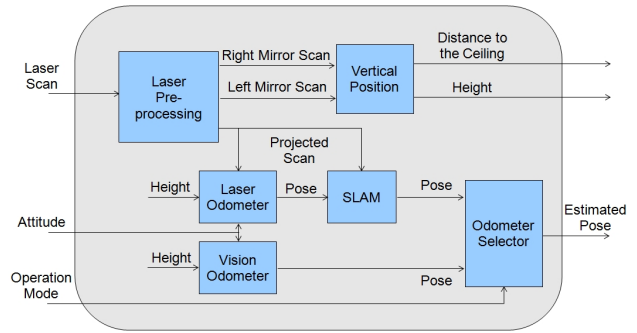 Right Mirror Scan
Distance to
the Ceiling
Laser
Scan
Laser
Pre-
processing
Left Mirror Scan
Vertical
Position
Height
Projected
Scan
Height
Laser
Odometer
Pose
SLAM
Pose
Attitude
Height
Vision
Odometer
Pose
Odometer
Selector
Estimated
Pose
Operation
Mode